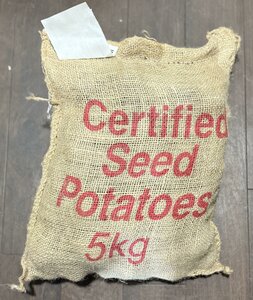 Certified
Seed
Potatoes
5kg